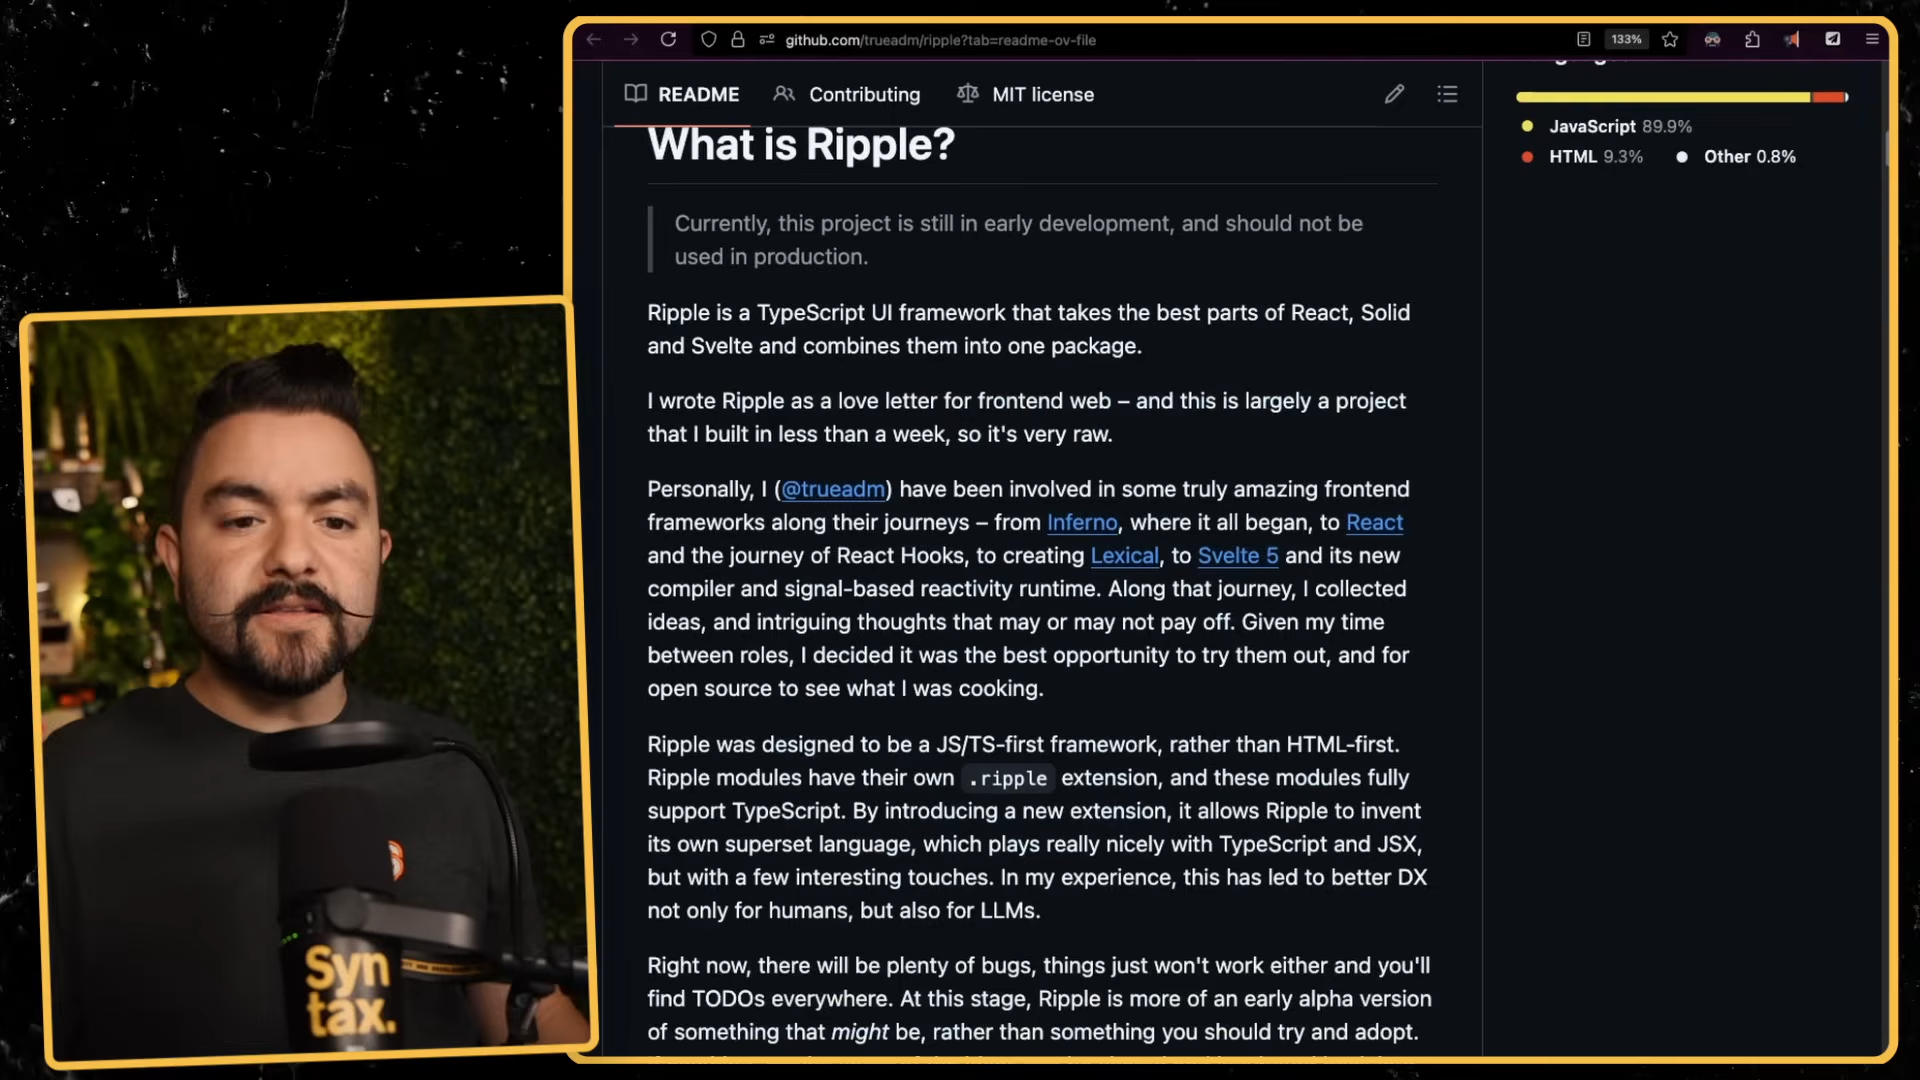 github.com/trueadm/ripple?tab=readme-ov-file
133%
README
Contributing
MIT license
What is Ripple?
Currently, this project is still in early development, and should not be
used in production.
Ripple is a TypeScript UI framework that takes the best parts of React, Solid
and Svelte and combines them into one package.
I wrote Ripple as a love letter for frontend web – and this is largely a project
that I built in less than a week, so it's very raw.
Personally, I (@trueadm) have been involved in some truly amazing frontend
frameworks along their journeys – from Inferno, where it all began, to React
and the journey of React Hooks, to creating Lexical, to Svelte 5 and its new
compiler and signal-based reactivity runtime. Along that journey, I collected
ideas, and intriguing thoughts that may or may not pay off. Given my time
between roles, I decided it was the best opportunity to try them out, and for
open source to see what I was cooking.
Ripple was designed to be a JS/TS-first framework, rather than HTML-first.
Ripple modules have their own .ripple extension, and these modules fully
support TypeScript. By introducing a new extension, it allows Ripple to invent
its own superset language, which plays really nicely with TypeScript and JSX,
but with a few interesting touches. In my experience, this has led to better DX
not only for humans, but also for LLMs.
Right now, there will be plenty of bugs, things just won't work either and you'll
find TODOs everywhere. At this stage, Ripple is more of an early alpha version
of something that might be, rather than something you should try and adopt.
JavaScript 89.9%
HTML 9.3%
Other 0.8%
Syn
tax.